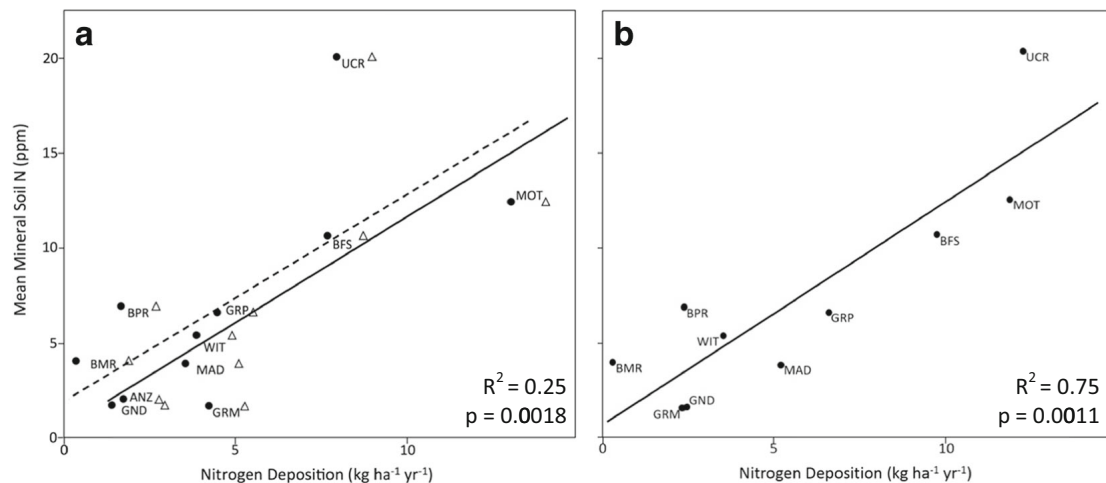 a
b
Mean Mineral Soil N (ppm)
20
15
10
5
0
UCR
MOT
BFS
BPR
GRP
WIT
BMR
MAD
ANZ
GND
GRM
R² = 0.25
p = 0.0018
0 5 10
Nitrogen Deposition (kg ha⁻¹ yr⁻¹)
UCR
MOT
BFS
BPR
GRP
WIT
BMR
MAD
GND
GRM
R² = 0.75
p = 0.0011
0 5 10
Nitrogen Deposition (kg ha⁻¹ yr⁻¹)